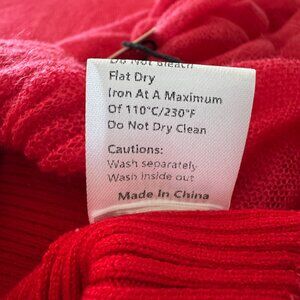 Do Not Bleach
Flat Dry
Iron At A Maximum
Of 110°C/230°F
Do Not Dry Clean
Cautions:
Wash separately
Wash inside out
Made In China